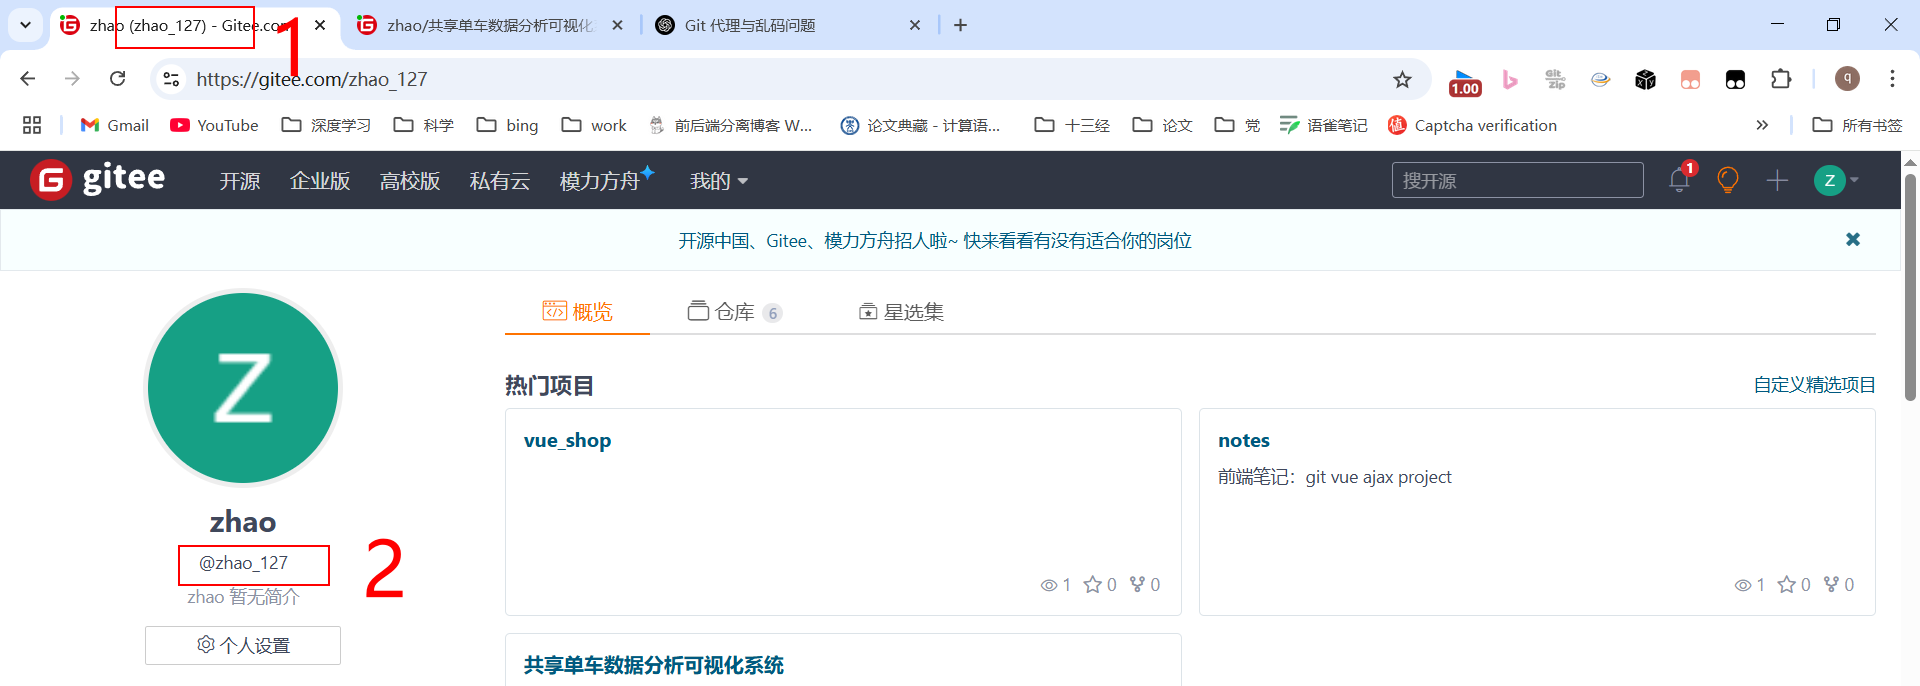 zhao (zhao_127) - Gitee.com
zhao/共享单车数据分析可视化
Git 代理与乱码问题
1
https://gitee.com/zhao_127
1.00
Git
Zip
q
Gmail
YouTube
深度学习
科学
bing
work
前后端分离博客 W...
论文典藏 - 计算语...
十三经
论文
党
语雀笔记
值
Captcha verification
所有书签
gitee
开源
企业版
高校版
私有云
模力方舟
我的
搜开源
1
Z
开源中国、Gitee、模力方舟招人啦~ 快来看看有没有适合你的岗位
Z
概览
仓库 6
星选集
热门项目
自定义精选项目
vue_shop
notes
前端笔记：git vue ajax project
zhao
@zhao_127
2
zhao 暂无简介
1 0 0
1 0 0
个人设置
共享单车数据分析可视化系统